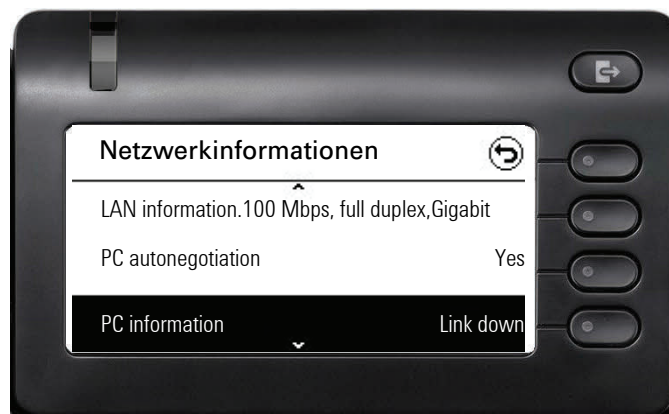 Netzwerkinformationen
LAN information.100 Mbps, full duplex,Gigabit
PC autonegotiation Yes
PC information Link down